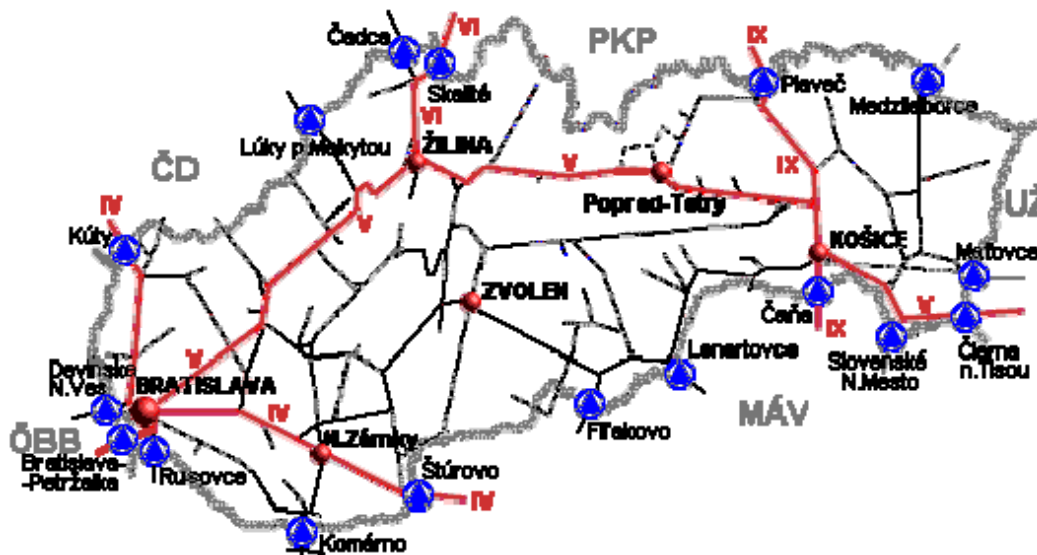 VI
Čadca
PKP
IX
Skalité
Plaveč
Medzilaborce
VI
Lúky p.Makytou
ŽILINA
ČD
V
IX
Poprad-Tatry
IV
V
UŽ
Kúty
KOŠICE
Maťovce
ZVOLEN
Čaňa
V
IX
V
Lenartovce
Slovenské
N.Mesto
Čierna
n.Tisou
Devínska
N.Ves
BRATISLAVA
IV
MÁV
ÖBB
Fiľakovo
N.Zámky
Bratislava-
-Petržalka
Rusovce
Štúrovo
IV
Komárno